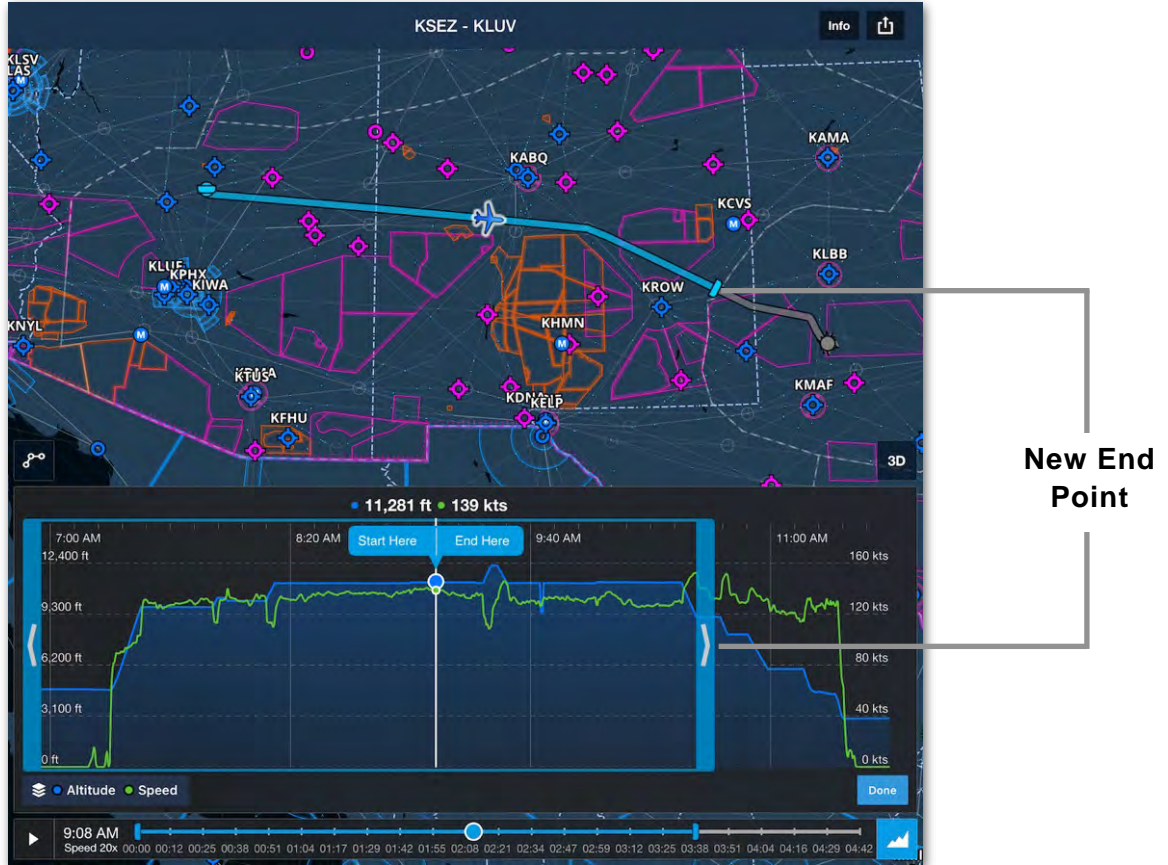 KSEZ - KLUV
Info
KLSV
LAS
M
KAMA
KABQ
KCVS
M
KLBB
KLUF
KPHX
M
KIWA
KROW
KNYL
M
KHMN
M
KTUS
KMAF
KELP
KFHU
3D
New End
Point
11,281 ft 139 kts
7:00 AM 8:20 AM Start Here End Here 9:40 AM 11:00 AM
12,400 ft 160 kts
9,300 ft 120 kts
6,200 ft 80 kts
3,100 ft 40 kts
0 ft 0 kts
Altitude Speed Done
9:08 AM
Speed 20x 00:00 00:12 00:25 00:38 00:51 01:04 01:17 01:29 01:42 01:55 02:08 02:21 02:34 02:47 02:59 03:12 03:25 03:38 03:51 04:04 04:16 04:29 04:42